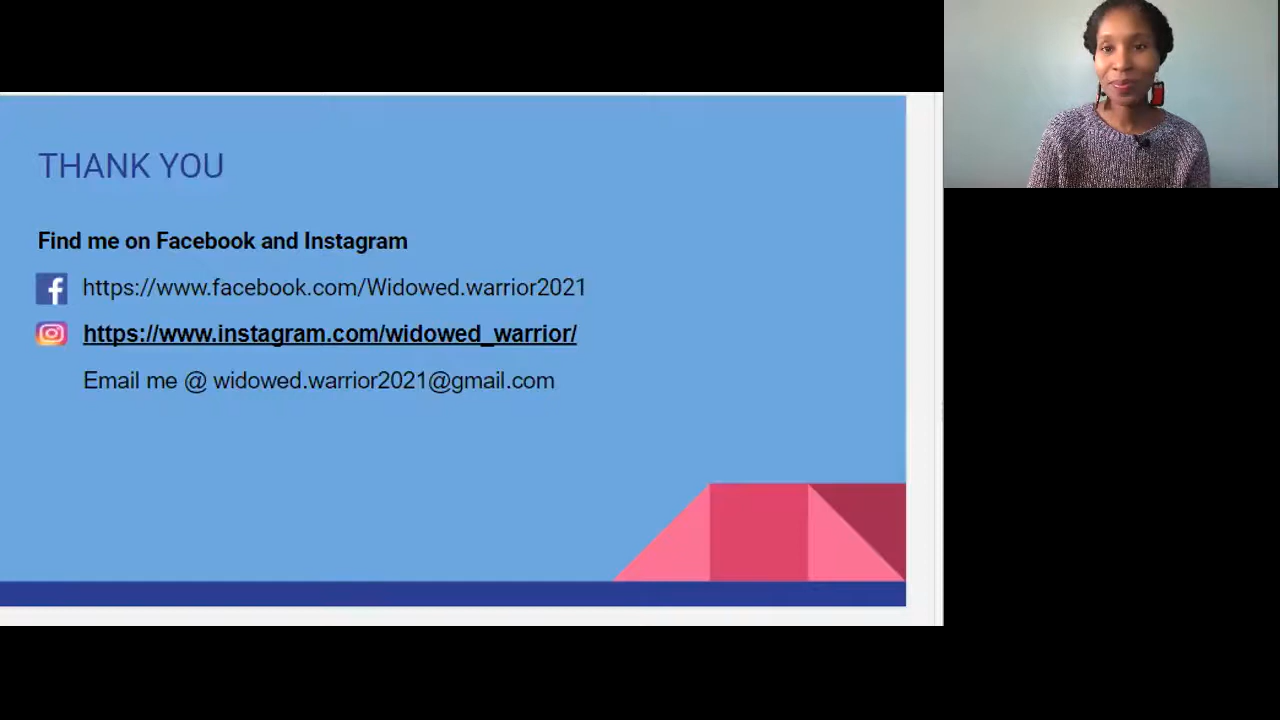 THANK YOU
Find me on Facebook and Instagram
https://www.facebook.com/Widowed.warrior2021
https://www.instagram.com/widowed_warrior/
Email me @ widowed.warrior2021@gmail.com